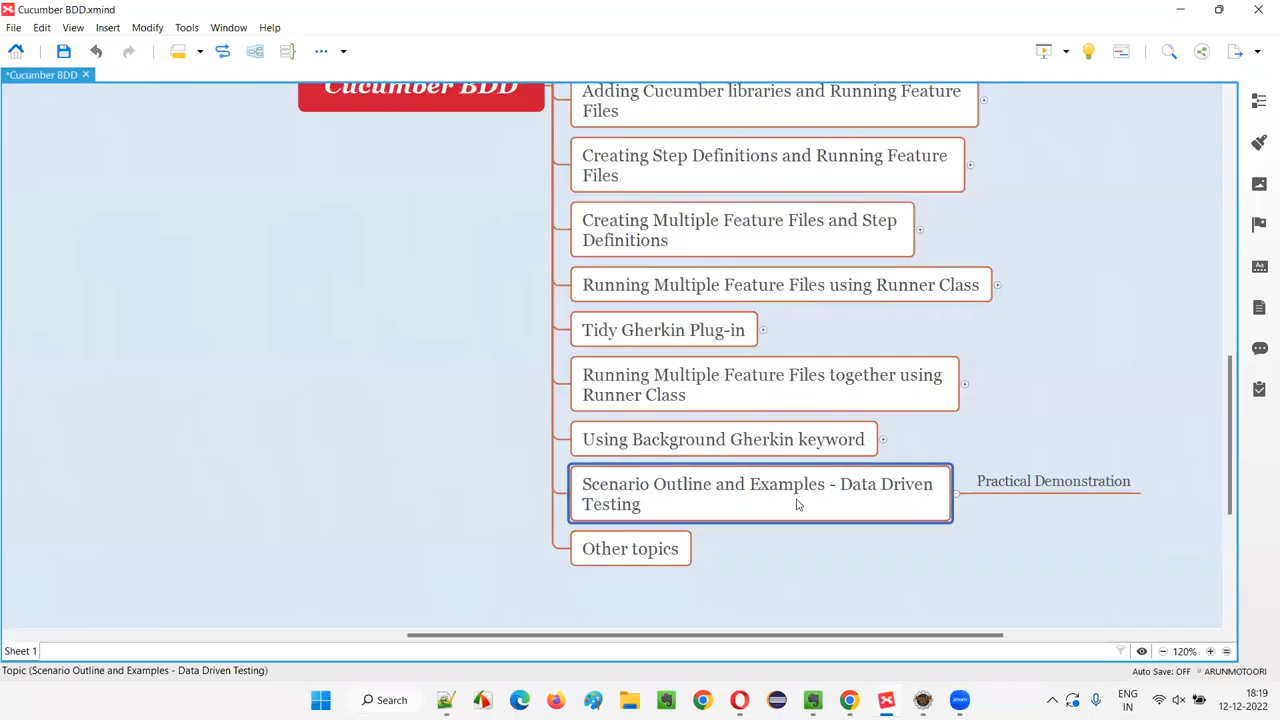 Cucumber BDD.xmind
File Edit View Insert Modify Tools Window Help
*Cucumber BDD
Cucumber BDD
Adding Cucumber libraries and Running Feature
Files
Creating Step Definitions and Running Feature
Files
Creating Multiple Feature Files and Step
Definitions
Running Multiple Feature Files using Runner Class
Tidy Gherkin Plug-in
Running Multiple Feature Files together using
Runner Class
Using Background Gherkin keyword
Scenario Outline and Examples - Data Driven
Testing
Practical Demonstration
Other topics
Sheet 1
120%
Topic (Scenario Outline and Examples - Data Driven Testing)
Auto Save: OFF
ARUNMOTOORI
Search
ENG
IN
18:19
12-12-2022